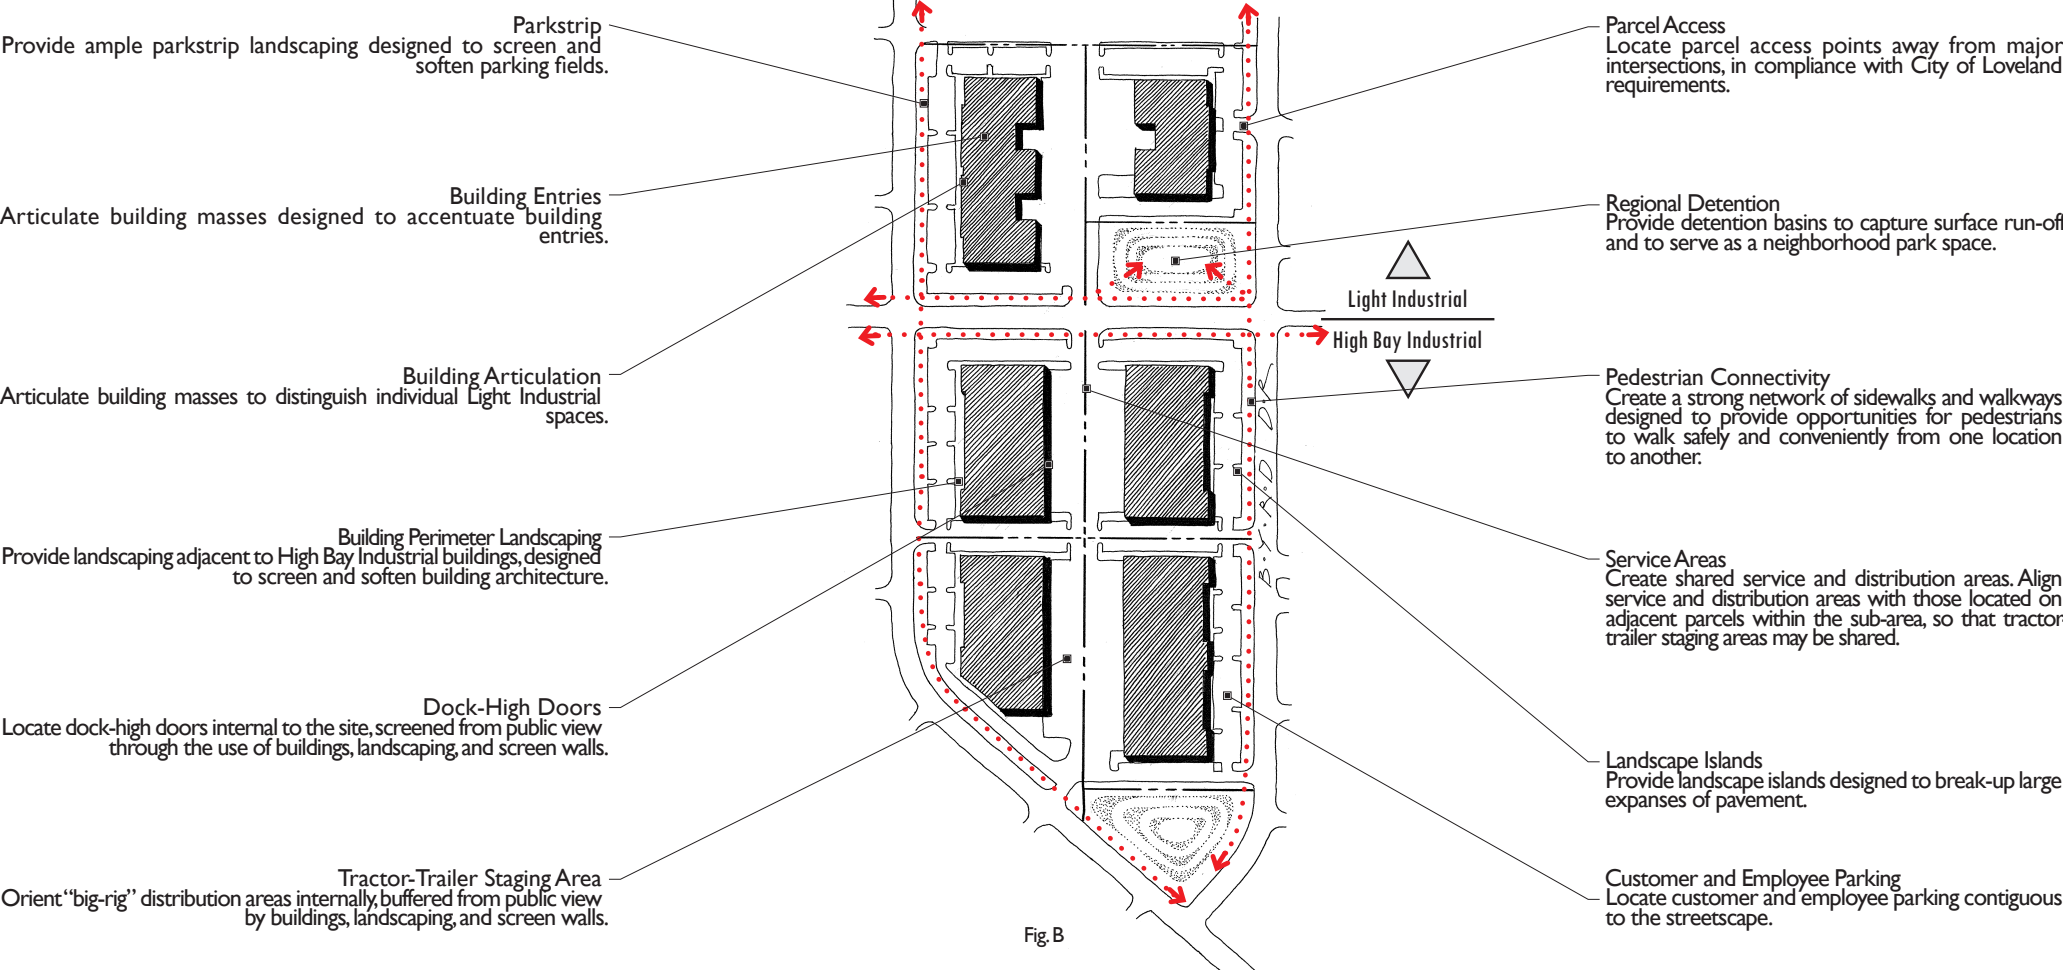 Parkstrip
Provide ample parkstrip landscaping designed to screen and
soften parking fields.
Building Entries
Articulate building masses designed to accentuate building
entries.
Building Articulation
Articulate building masses to distinguish individual Light Industrial
spaces.
Building Perimeter Landscaping
Provide landscaping adjacent to High Bay Industrial buildings, designed
to screen and soften building architecture.
Dock-High Doors
Locate dock-high doors internal to the site, screened from public view
through the use of buildings, landscaping, and screen walls.
Tractor-Trailer Staging Area
Orient “big-rig” distribution areas internally, buffered from public view
by buildings, landscaping, and screen walls.
Light Industrial
High Bay Industrial
Fig. B
Parcel Access
Locate parcel access points away from major
intersections, in compliance with City of Loveland
requirements.
Regional Detention
Provide detention basins to capture surface run-off
and to serve as a neighborhood park space.
Pedestrian Connectivity
Create a strong network of sidewalks and walkways
designed to provide opportunities for pedestrians
to walk safely and conveniently from one location
to another.
Service Areas
Create shared service and distribution areas. Align
service and distribution areas with those located on
adjacent parcels within the sub-area, so that tractor-
trailer staging areas may be shared.
Landscape Islands
Provide landscape islands designed to break-up large
expanses of pavement.
Customer and Employee Parking
Locate customer and employee parking contiguous
to the streetscape.